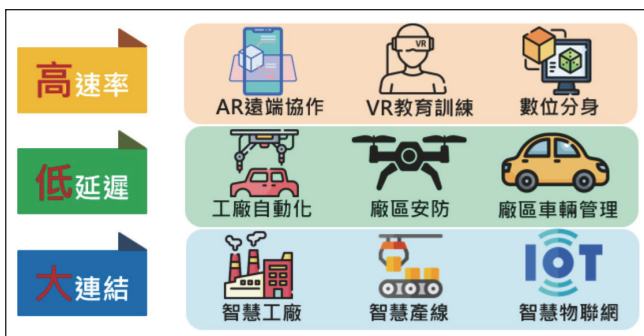 高速率
VR
AR遠端協作
VR教育訓練
數位分身
低延遲
工廠自動化
廠區安防
廠區車輛管理
大連結
IOT
智慧工廠
智慧產線
智慧物聯網